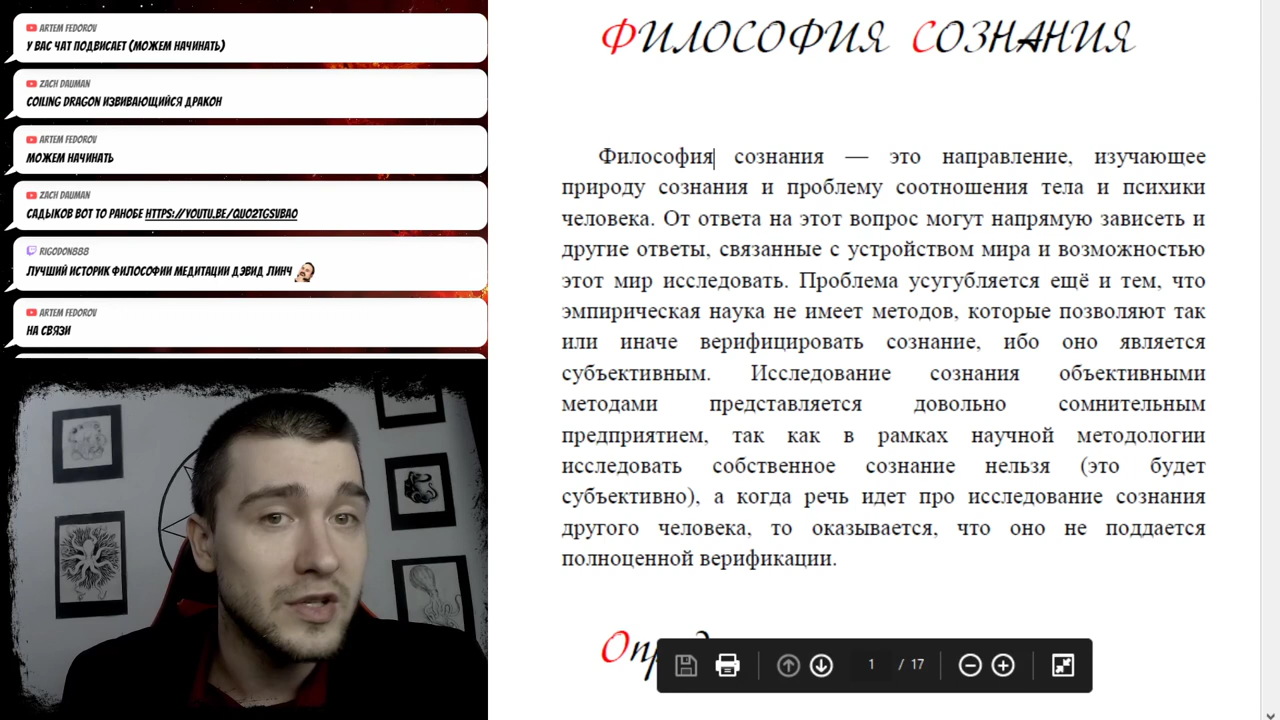 ARTEM FEDOROV
У ВАС ЧАТ ПОДВИСАЕТ (МОЖЕМ НАЧИНАТЬ)
ZACH DAUMAN
COILING DRAGON ИЗВИВАЮЩИЙСЯ ДРАКОН
ARTEM FEDOROV
МОЖЕМ НАЧИНАТЬ
ZACH DAUMAN
САДЫКОВ ВОТ ТО РАНОБЕ HTTPS://YOUTU.BE/QUO2TGSVBA0
RIGODON888
ЛУЧШИЙ ИСТОРИК ФИЛОСОФИИ МЕДИТАЦИИ ДЭВИД ЛИНЧ
ARTEM FEDOROV
НА СВЯЗИ
ФИЛОСОФИЯ СОЗНАНИЯ
Философия сознания — это направление, изучающее
природу сознания и проблему соотношения тела и психики
человека. От ответа на этот вопрос могут напрямую зависеть и
другие ответы, связанные с устройством мира и возможностью
этот мир исследовать. Проблема усугубляется ещё и тем, что
эмпирическая наука не имеет методов, которые позволяют так
или иначе верифицировать сознание, ибо оно является
субъективным. Исследование сознания объективными
методами представляется довольно сомнительным
предприятием, так как в рамках научной методологии
исследовать собственное сознание нельзя (это будет
субъективно), а когда речь идет про исследование сознания
другого человека, то оказывается, что оно не поддается
полноценной верификации.
1 / 17